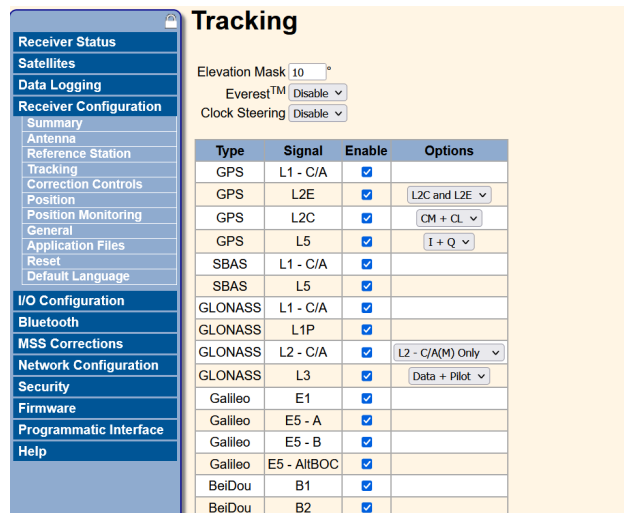 Tracking
Receiver Status
Satellites
Data Logging
Receiver Configuration
Summary
Antenna
Reference Station
Tracking
Correction Controls
Position
Position Monitoring
General
Application Files
Reset
Default Language
I/O Configuration
Bluetooth
MSS Corrections
Network Configuration
Security
Firmware
Programmatic Interface
Help
Elevation Mask 10 °
Everest™ Disable
Clock Steering Disable
Type Signal Enable Options
GPS L1 - C/A
GPS L2E L2C and L2E
GPS L2C CM + CL
GPS L5 I + Q
SBAS L1 - C/A
SBAS L5
GLONASS L1 - C/A
GLONASS L1P
GLONASS L2 - C/A L2 - C/A(M) Only
GLONASS L3 Data + Pilot
Galileo E1
Galileo E5 - A
Galileo E5 - B
Galileo E5 - AltBOC
BeiDou B1
BeiDou B2